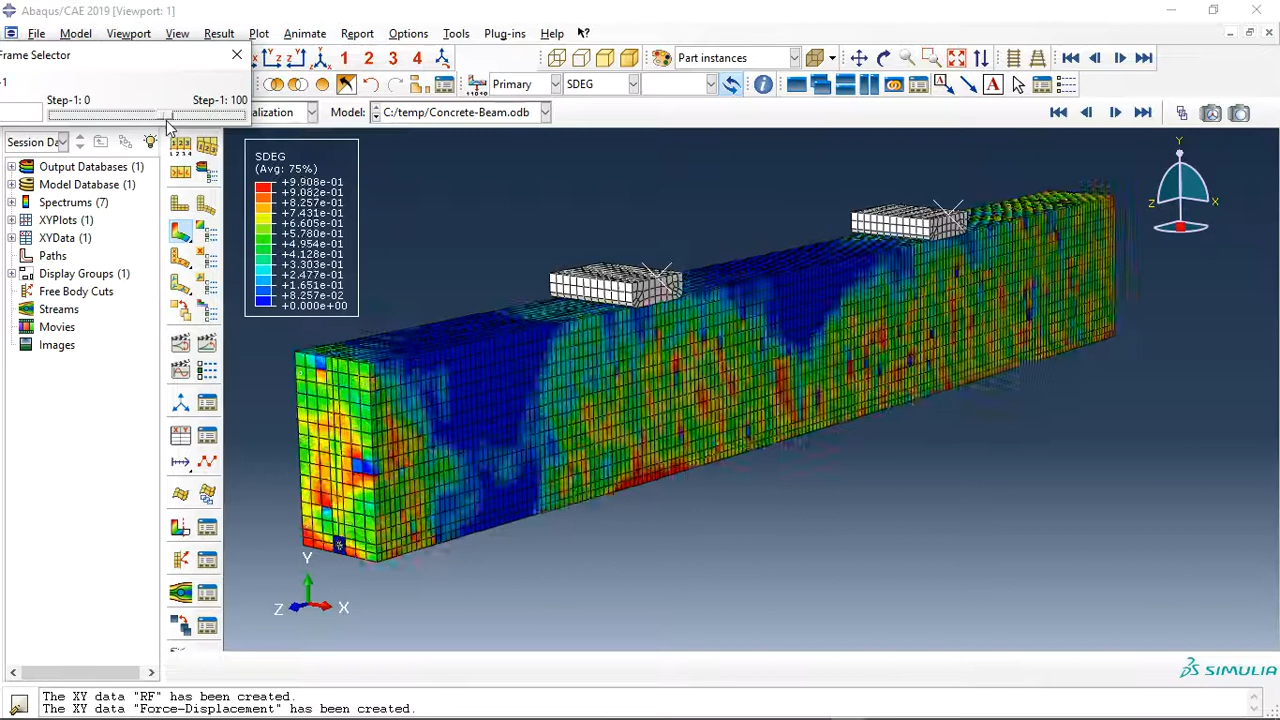 Abaqus/CAE 2019 [Viewport: 1]
File Model Viewport View Result Plot Animate Report Options Tools Plug-ins Help
Frame Selector
-1
Step-1: 0 Step-1: 100
1 2 3 4
Part instances
Primary SDEG
alization Model: C:/temp/Concrete-Beam.odb
Session Da
Output Databases (1)
Model Database (1)
Spectrums (7)
XYPlots (1)
XYData (1)
Paths
Display Groups (1)
Free Body Cuts
Streams
Movies
Images
SDEG
(Avg: 75%)
+9.908e-01
+9.082e-01
+8.257e-01
+7.431e-01
+6.605e-01
+5.780e-01
+4.954e-01
+4.128e-01
+3.303e-01
+2.477e-01
+1.651e-01
+8.257e-02
+0.000e+00
Y
Z X
Y
Z X
SIMULIA
The XY data "RF" has been created.
The XY data "Force-Displacement" has been created.